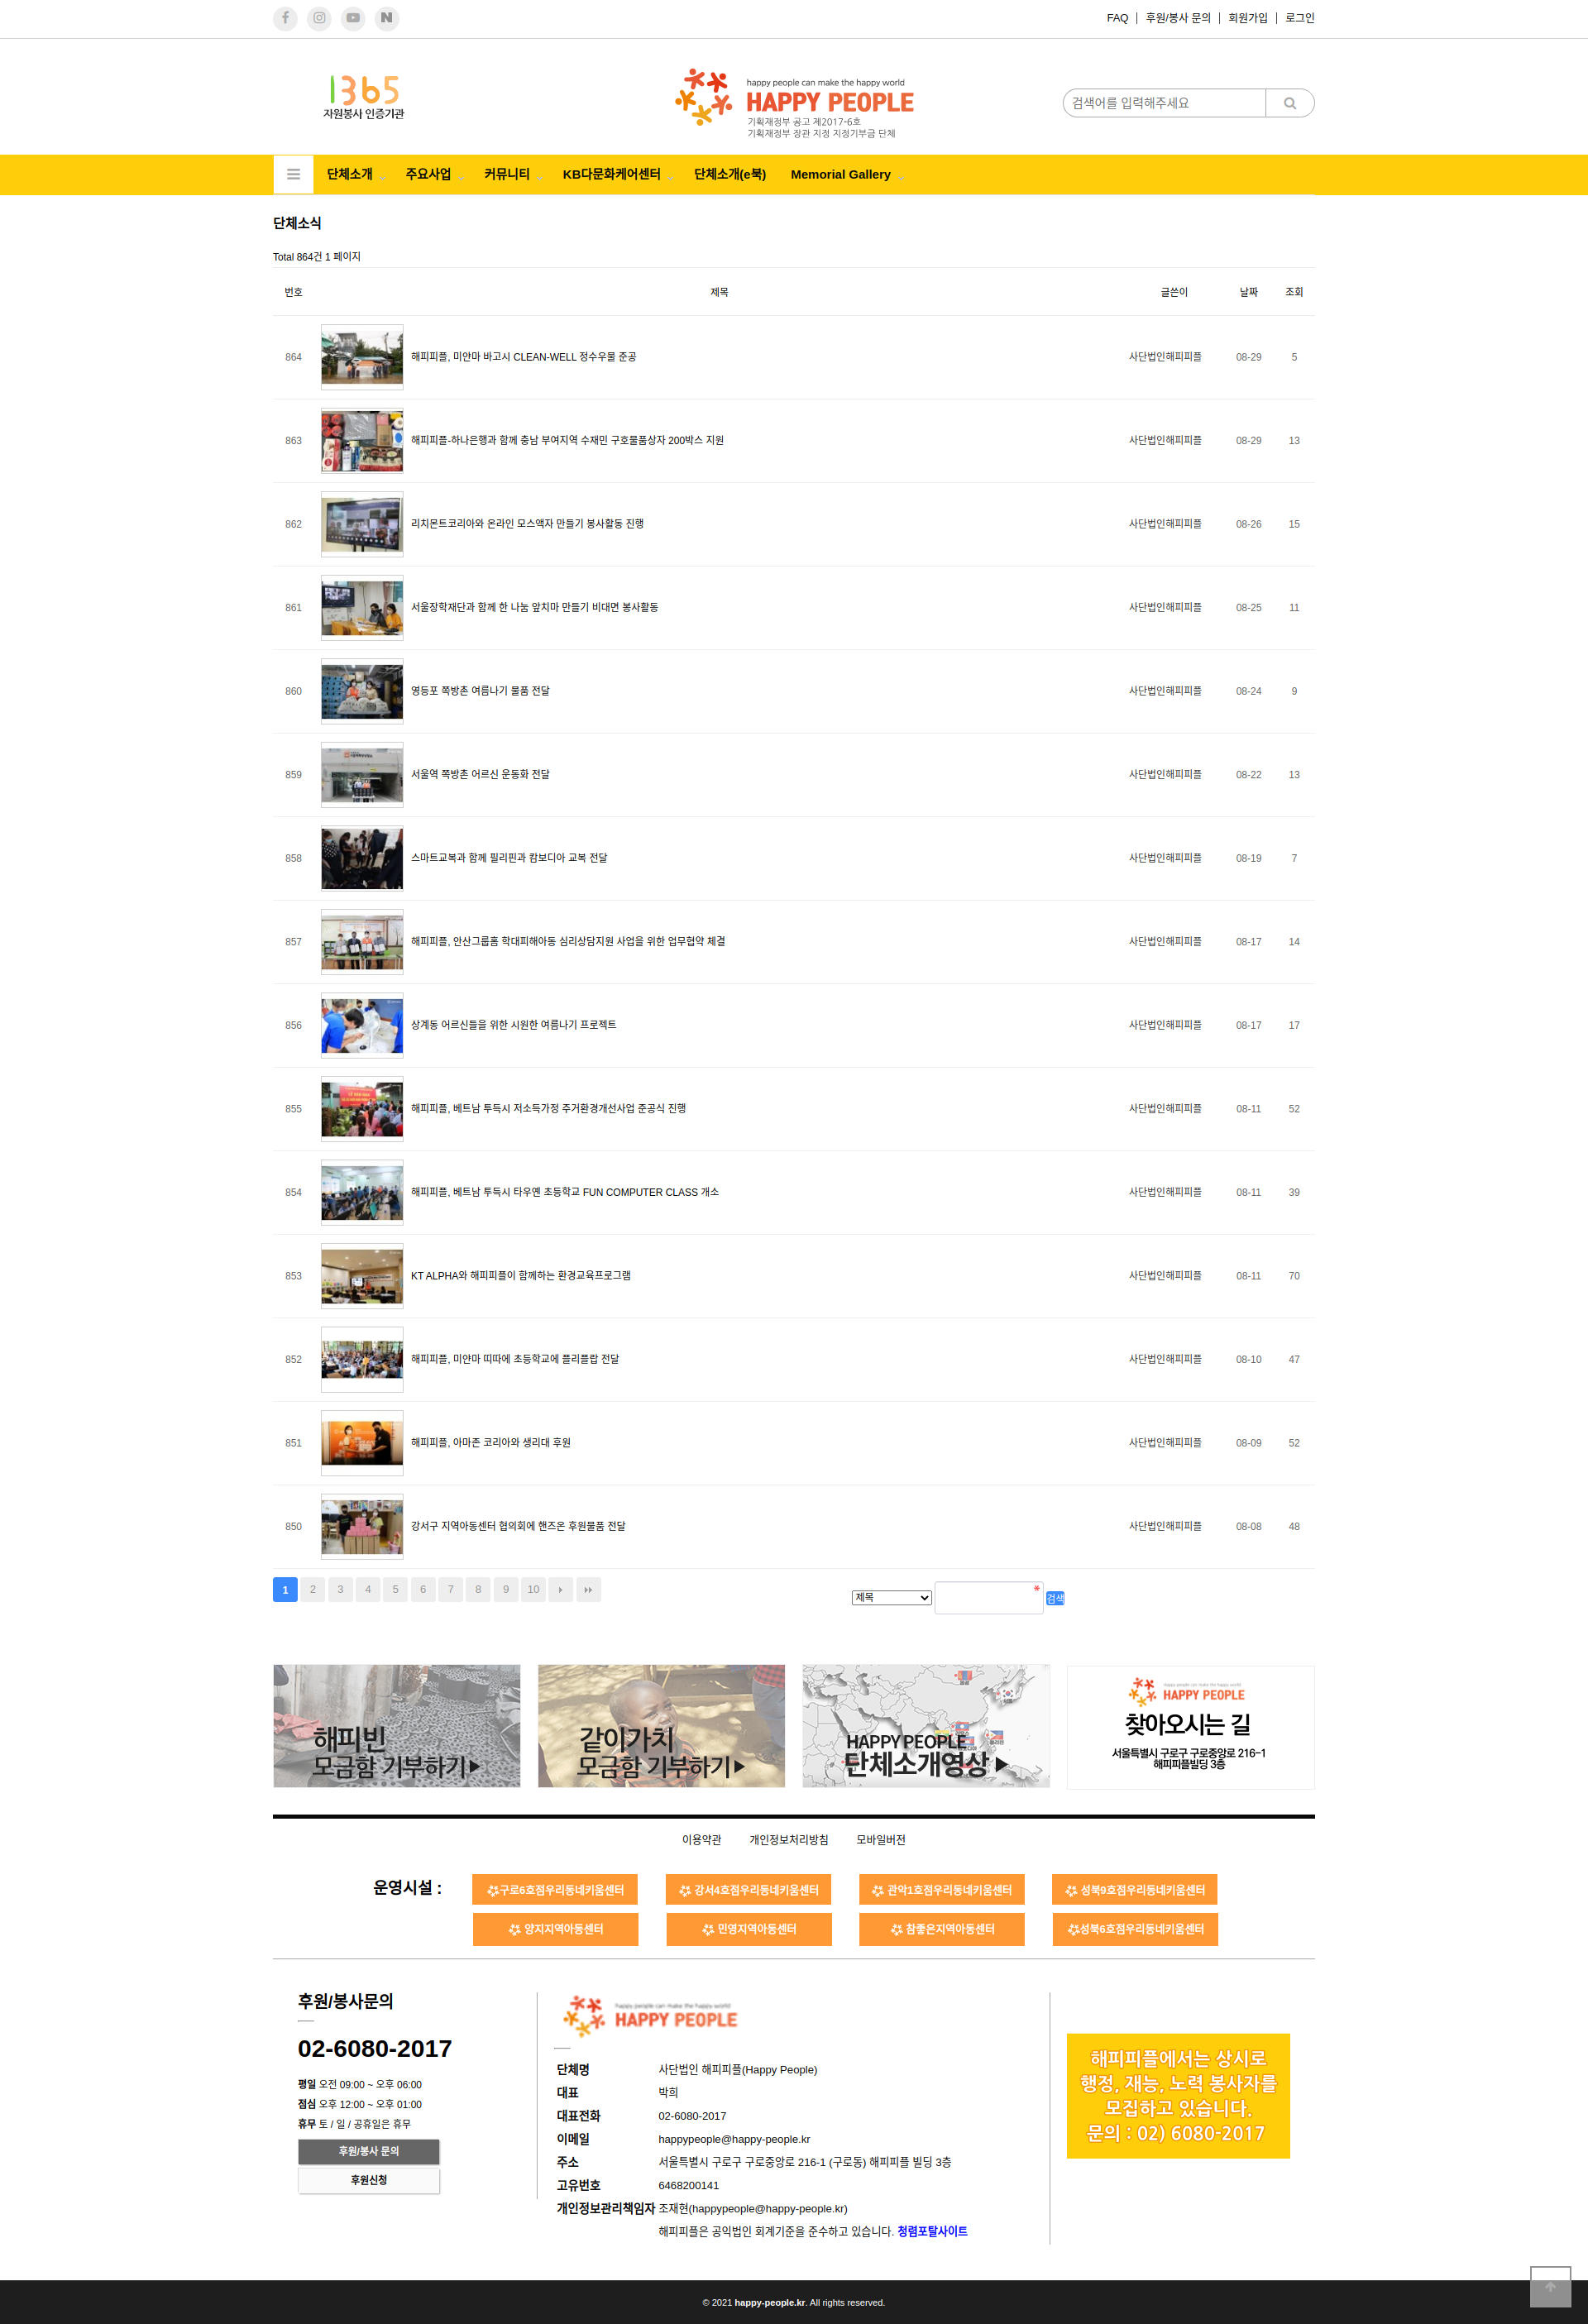 FAQ
후원/봉사 문의
회원가입
로그인
1365
자원봉사 인증기관
happy people can make the happy world
HAPPY PEOPLE
기획재정부 공고 제2017-6호
기획재정부 장관 지정 지정기부금 단체
검색어를 입력해주세요
단체소개
주요사업
커뮤니티
KB다문화케어센터
단체소개(e북)
Memorial Gallery
단체소식
Total 864건 1 페이지
번호 제목 글쓴이 날짜 조회
864 해피피플, 미얀마 바고시 CLEAN-WELL 정수우물 준공 사단법인해피피플 08-29 5
863 해피피플-하나은행과 함께 충남 부여지역 수재민 구호물품상자 200박스 지원 사단법인해피피플 08-29 13
862 리치몬트코리아와 온라인 모스액자 만들기 봉사활동 진행 사단법인해피피플 08-26 15
861 서울장학재단과 함께 한 나눔 앞치마 만들기 비대면 봉사활동 사단법인해피피플 08-25 11
860 영등포 쪽방촌 여름나기 물품 전달 사단법인해피피플 08-24 9
859 서울역 쪽방촌 어르신 운동화 전달 사단법인해피피플 08-22 13
858 스마트교복과 함께 필리핀과 캄보디아 교복 전달 사단법인해피피플 08-19 7
857 해피피플, 안산그룹홈 학대피해아동 심리상담지원 사업을 위한 업무협약 체결 사단법인해피피플 08-17 14
856 상계동 어르신들을 위한 시원한 여름나기 프로젝트 사단법인해피피플 08-17 17
855 해피피플, 베트남 투득시 저소득가정 주거환경개선사업 준공식 진행 사단법인해피피플 08-11 52
854 해피피플, 베트남 투득시 타우옌 초등학교 FUN COMPUTER CLASS 개소 사단법인해피피플 08-11 39
853 KT ALPHA와 해피피플이 함께하는 환경교육프로그램 사단법인해피피플 08-11 70
852 해피피플, 미얀마 띠따에 초등학교에 플리플랍 전달 사단법인해피피플 08-10 47
851 해피피플, 아마존 코리아와 생리대 후원 사단법인해피피플 08-09 52
850 강서구 지역아동센터 협의회에 핸즈온 후원물품 전달 사단법인해피피플 08-08 48
1 2 3 4 5 6 7 8 9 10
제목
검색
해피빈
모금함 기부하기▶
같이가치
모금함 기부하기▶
HAPPY PEOPLE
단체소개영상▶
HAPPY PEOPLE
찾아오시는 길
서울특별시 구로구 구로중앙로 216-1
해피피플빌딩 3층
이용약관
개인정보처리방침
모바일버전
운영시설 :
구로6호점우리동네키움센터
강서4호점우리동네키움센터
관악1호점우리동네키움센터
성북9호점우리동네키움센터
양지지역아동센터
민영지역아동센터
참좋은지역아동센터
성북6호점우리동네키움센터
후원/봉사문의
02-6080-2017
평일 오전 09:00 ~ 오후 06:00
점심 오후 12:00 ~ 오후 01:00
휴무 토 / 일 / 공휴일은 휴무
후원/봉사 문의
후원신청
happy people can make the happy world
HAPPY PEOPLE
단체명 사단법인 해피피플(Happy People)
대표 박희
대표전화 02-6080-2017
이메일 happypeople@happy-people.kr
주소 서울특별시 구로구 구로중앙로 216-1 (구로동) 해피피플 빌딩 3층
고유번호 6468200141
개인정보관리책임자 조재현(happypeople@happy-people.kr)
해피피플은 공익법인 회계기준을 준수하고 있습니다. 청렴포탈사이트
해피피플에서는 상시로
행정, 재능, 노력 봉사자를
모집하고 있습니다.
문의 : 02) 6080-2017
© 2021 happy-people.kr. All rights reserved.